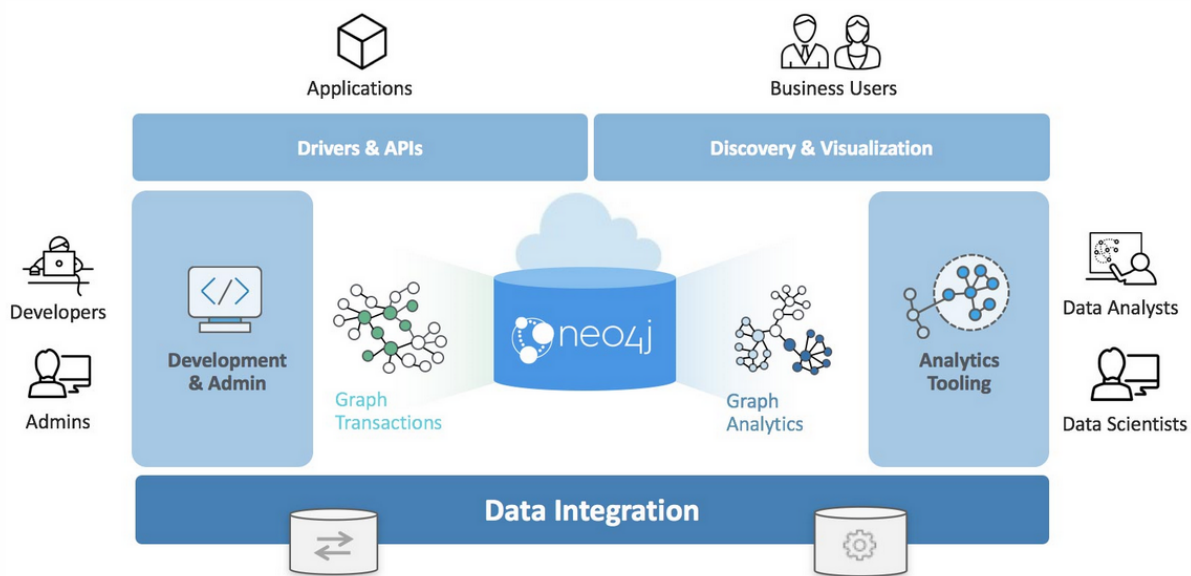 Applications
Business Users
Drivers & APIs
Discovery & Visualization
Developers
Admins
Development
& Admin
Graph
Transactions
neo4j
Graph
Analytics
Analytics
Tooling
Data Analysts
Data Scientists
Data Integration